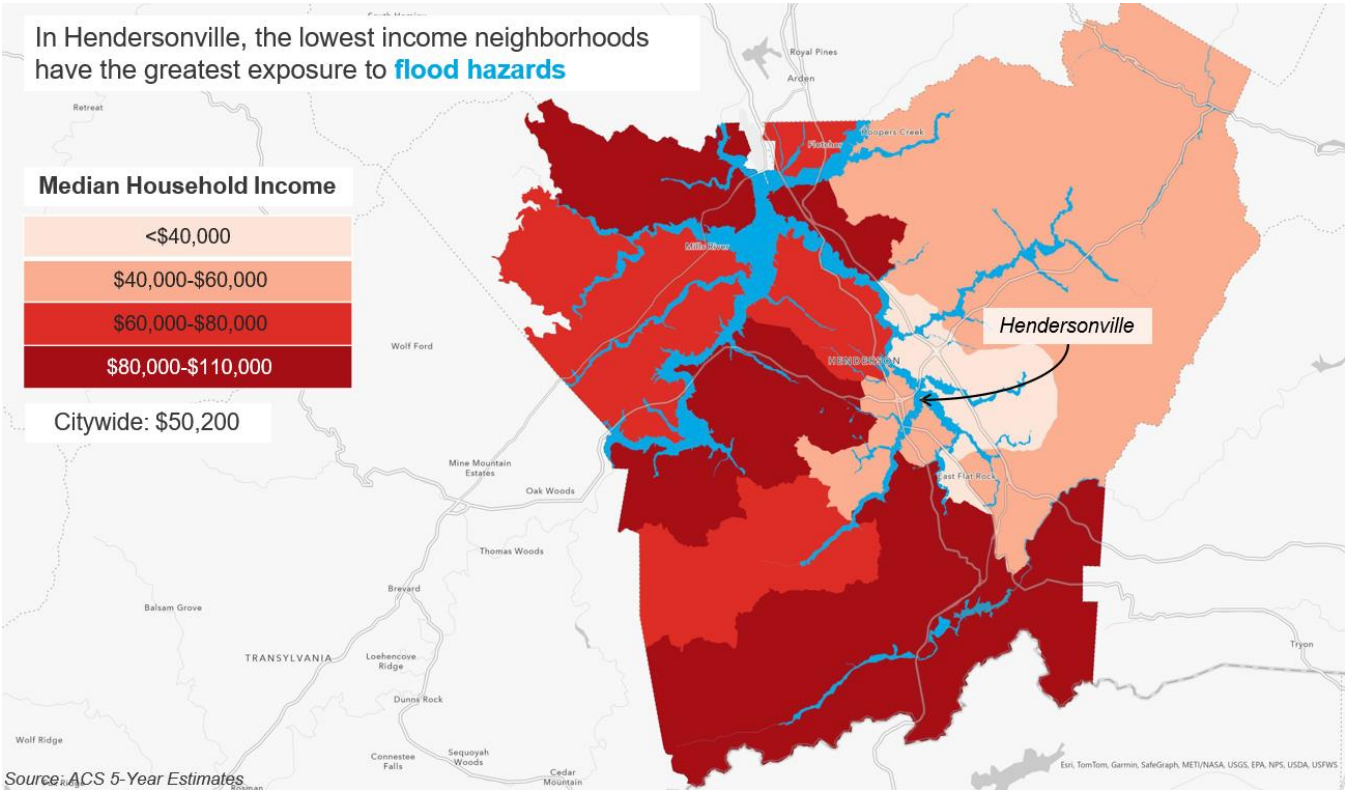 In Hendersonville, the lowest income neighborhoods
have the greatest exposure to flood hazards
Median Household Income
<$40,000
$40,000-$60,000
$60,000-$80,000
$80,000-$110,000
Citywide: $50,200
Royal Pines
Arden
Retreat
Hoopers Creek
Fletcher
Mills River
Hendersonville
Wolf Ford
HENDERSON
Mine Mountain
Estates
Oak Woods
East Flat Rock
Thomas Woods
Brevard
Balsam Grove
TRANSYLVANIA
Loehencove
Ridge
Tryon
Dunns Rock
Wolf Ridge
Connestee
Falls
Sequoyah
Woods
Cedar
Mountain
Source: ACS 5-Year Estimates
Rosman
Esri, TomTom, Garmin, SafeGraph, METI/NASA, USGS, EPA, NPS, USDA, USFWS